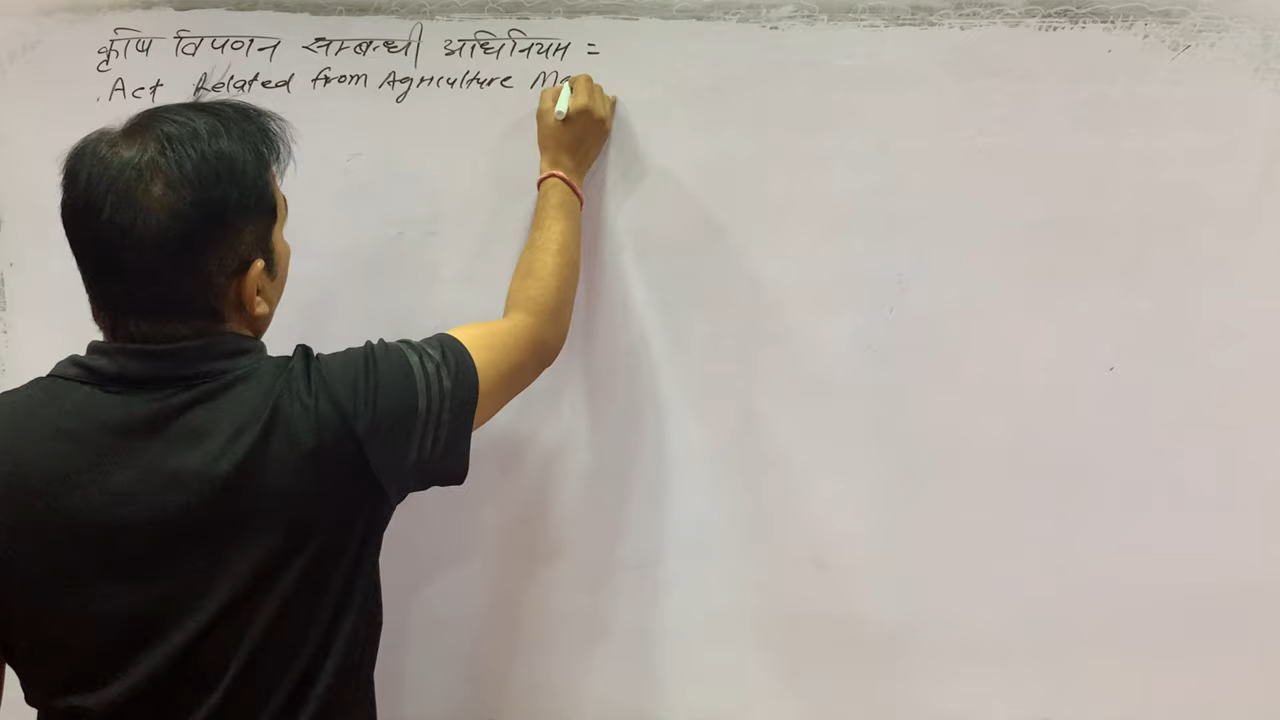 कृषि विपणन सम्बन्धी अधिनियम =
. Act Related from Agriculture